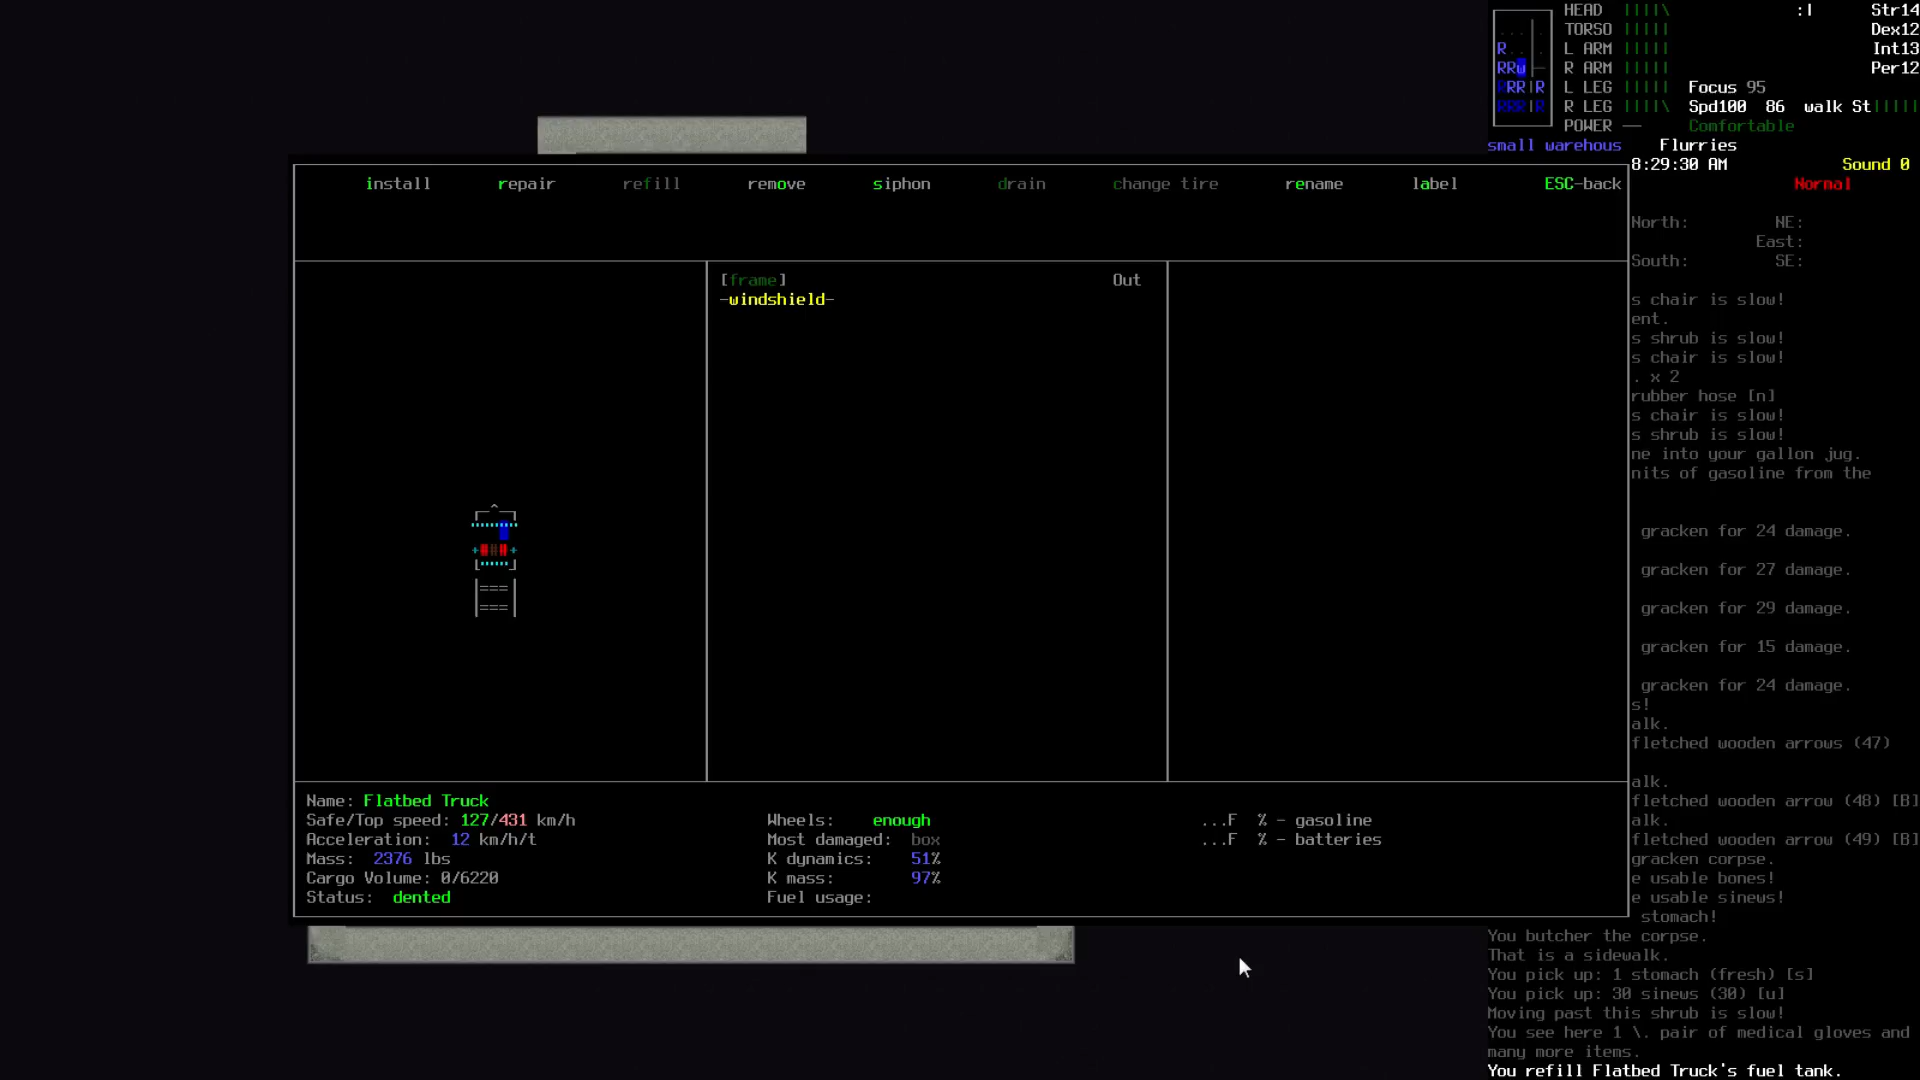 HEAD ||||\ :| Str14
TORSO ||||| Dex12
L ARM ||||| Int13
R ARM ||||| Per12
L LEG ||||| Focus 95
R LEG ||||\ Spd100 86 walk St|||||
POWER — Comfortable
small warehous Flurries
8:29:30 AM Sound 0
Normal
install repair refill remove siphon drain change tire rename label ESC-back
North: NE:
East:
South: SE:
[frame] Out
-windshield-
s chair is slow!
ent.
s shrub is slow!
s chair is slow!
. x 2
rubber hose [n]
s chair is slow!
s shrub is slow!
ne into your gallon jug.
nits of gasoline from the
gracken for 24 damage.
gracken for 27 damage.
gracken for 29 damage.
gracken for 15 damage.
gracken for 24 damage.
s!
alk.
fletched wooden arrows (47)
alk.
fletched wooden arrow (48) [B]
alk.
fletched wooden arrow (49) [B]
gracken corpse.
e usable bones!
e usable sinews!
stomach!
Name: Flatbed Truck
Safe/Top speed: 127/431 km/h
Acceleration: 12 km/h/t
Mass: 2376 lbs
Cargo Volume: 0/6220
Status: dented
Wheels: enough
Most damaged: box
K dynamics: 51%
K mass: 97%
Fuel usage:
...F % - gasoline
...F % - batteries
You butcher the corpse.
That is a sidewalk.
You pick up: 1 stomach (fresh) [s]
You pick up: 30 sinews (30) [u]
Moving past this shrub is slow!
You see here 1 \. pair of medical gloves and
many more items.
You refill Flatbed Truck's fuel tank.